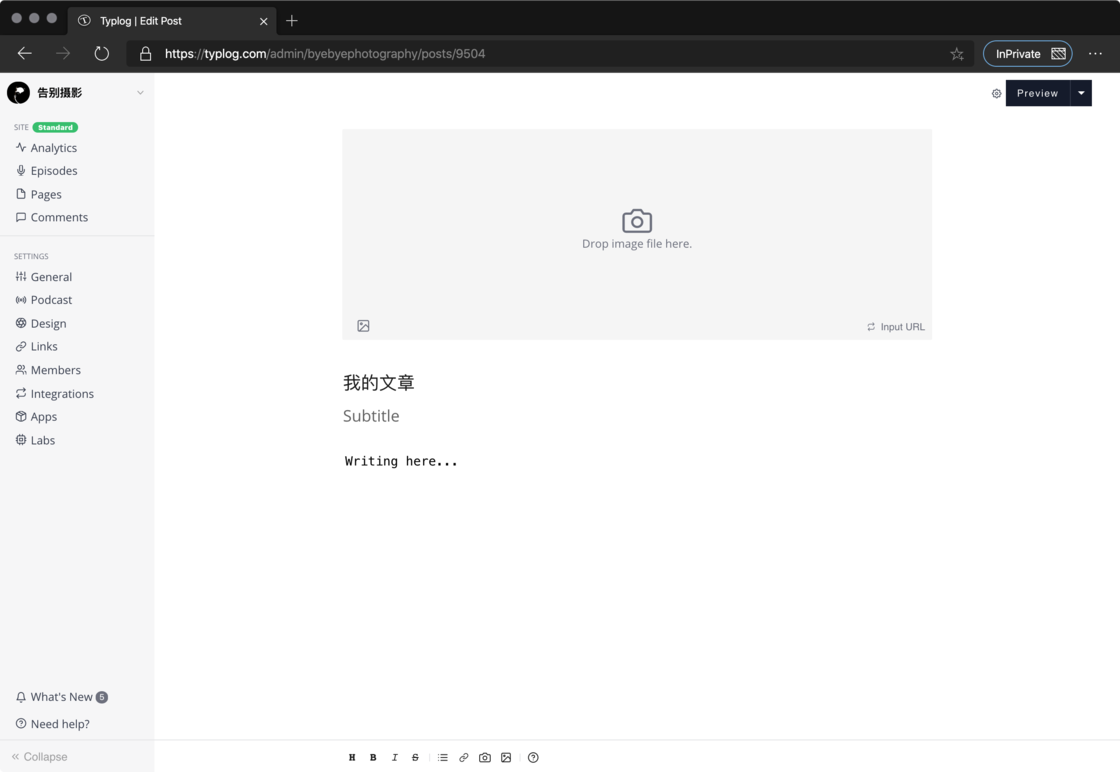 Typlog | Edit Post
https://typlog.com/admin/byebyephotography/posts/9504
InPrivate
告别摄影
SITE Standard
Analytics
Episodes
Pages
Comments
SETTINGS
General
Podcast
Design
Links
Members
Integrations
Apps
Labs
What's New 5
Need help?
Collapse
Preview
Drop image file here.
Input URL
我的文章
Subtitle
Writing here...
H B I S